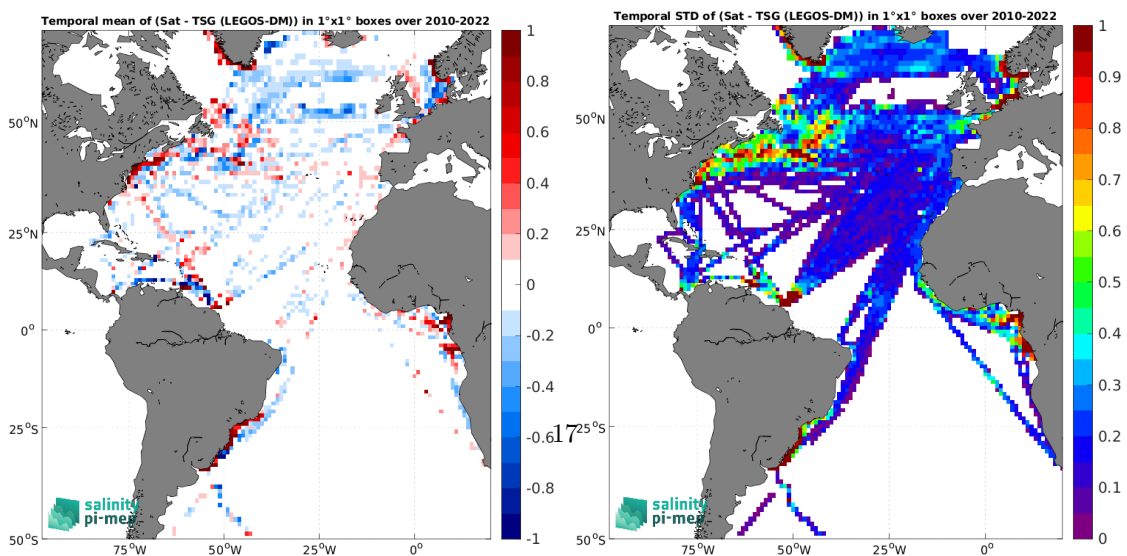 Temporal mean of (Sat - TSG (LEGOS-DM)) in 1°x1° boxes over 2010-2022
50°N
25°N
0°
25°S
50°S
75°W
50°W
25°W
0°
1
0.8
0.6
0.4
0.2
0
-0.2
-0.4
-0.6
-0.8
-1
salinity
pi-mep
17
Temporal STD of (Sat - TSG (LEGOS-DM)) in 1°x1° boxes over 2010-2022
50°N
25°N
0°
25°S
50°S
75°W
50°W
25°W
0°
1
0.9
0.8
0.7
0.6
0.5
0.4
0.3
0.2
0.1
0
salinity
pi-mep